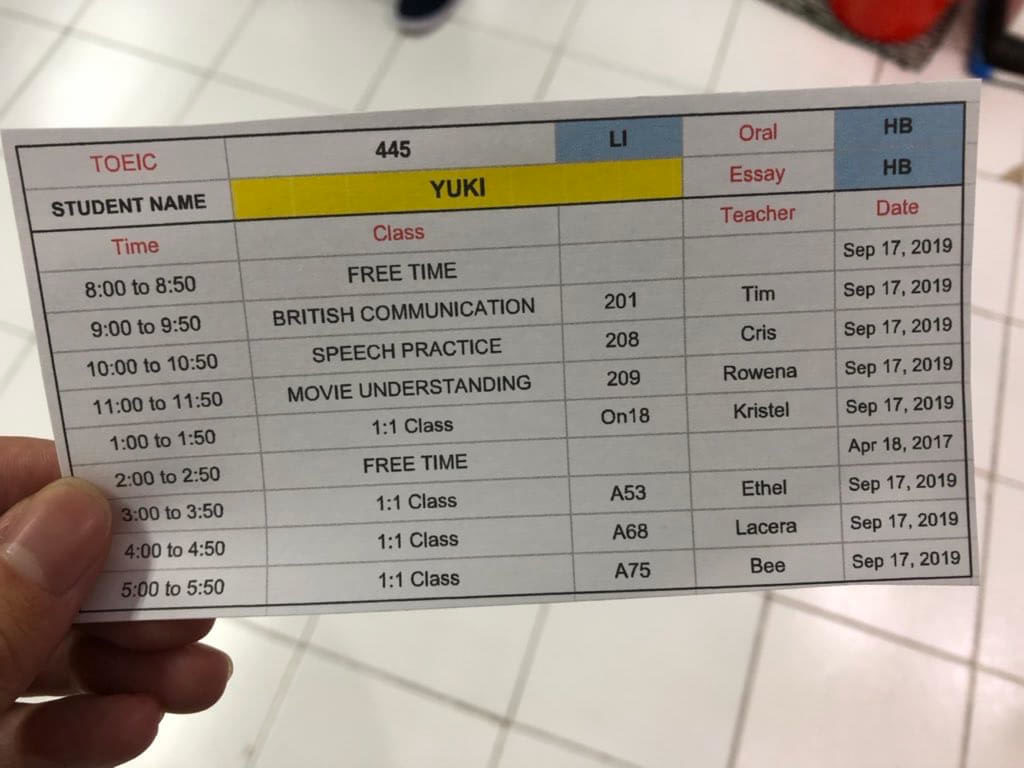 TOEIC 445 LI Oral HB
STUDENT NAME YUKI Essay HB
Time Class Teacher Date
8:00 to 8:50 FREE TIME Sep 17, 2019
9:00 to 9:50 BRITISH COMMUNICATION 201 Tim Sep 17, 2019
10:00 to 10:50 SPEECH PRACTICE 208 Cris Sep 17, 2019
11:00 to 11:50 MOVIE UNDERSTANDING 209 Rowena Sep 17, 2019
1:00 to 1:50 1:1 Class On18 Kristel Sep 17, 2019
2:00 to 2:50 FREE TIME Apr 18, 2017
3:00 to 3:50 1:1 Class A53 Ethel Sep 17, 2019
4:00 to 4:50 1:1 Class A68 Lacera Sep 17, 2019
5:00 to 5:50 1:1 Class A75 Bee Sep 17, 2019